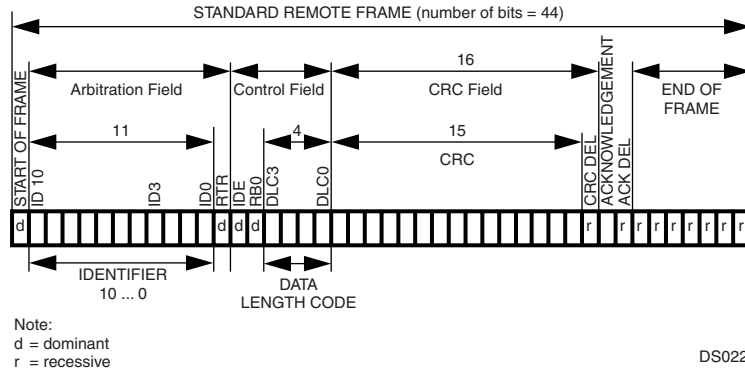 STANDARD REMOTE FRAME (number of bits = 44)
16
Arbitration Field
Control Field
CRC Field
END OF
FRAME
11
4
15
CRC
START OF FRAME
ID 10
ID3
ID0
RTR
IDE
RB0
DLC3
DLC0
CRC DEL
ACKNOWLEDGEMENT
ACK DEL
d d d d r r r r r r r r r
IDENTIFIER
10 ... 0
DATA
LENGTH CODE
Note:
d = dominant
r = recessive
DS022